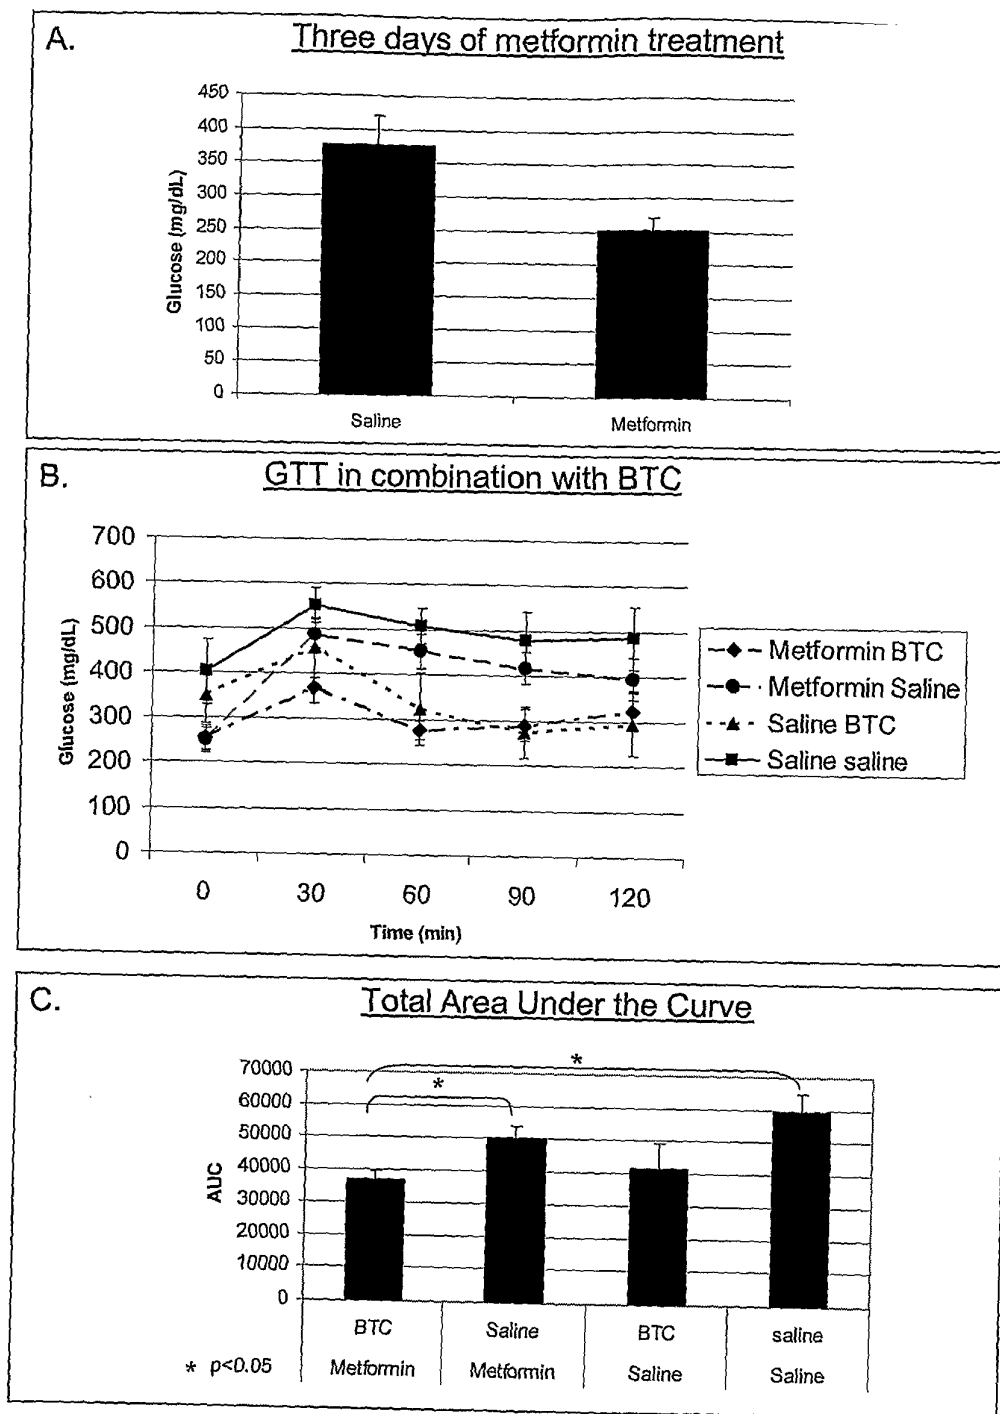 A.
Three days of metformin treatment
450
400
350
300
250
200
150
100
50
0
Glucose (mg/dL)
Saline
Metformin
B.
GTT in combination with BTC
700
600
500
400
300
200
100
0
Glucose (mg/dL)
0 30 60 90 120
Time (min)
Metformin BTC
Metformin Saline
Saline BTC
Saline saline
C.
Total Area Under the Curve
70000
60000
50000
40000
30000
20000
10000
0
AUC
*
*
BTC Saline BTC saline
* p<0.05 Metformin Metformin Saline Saline